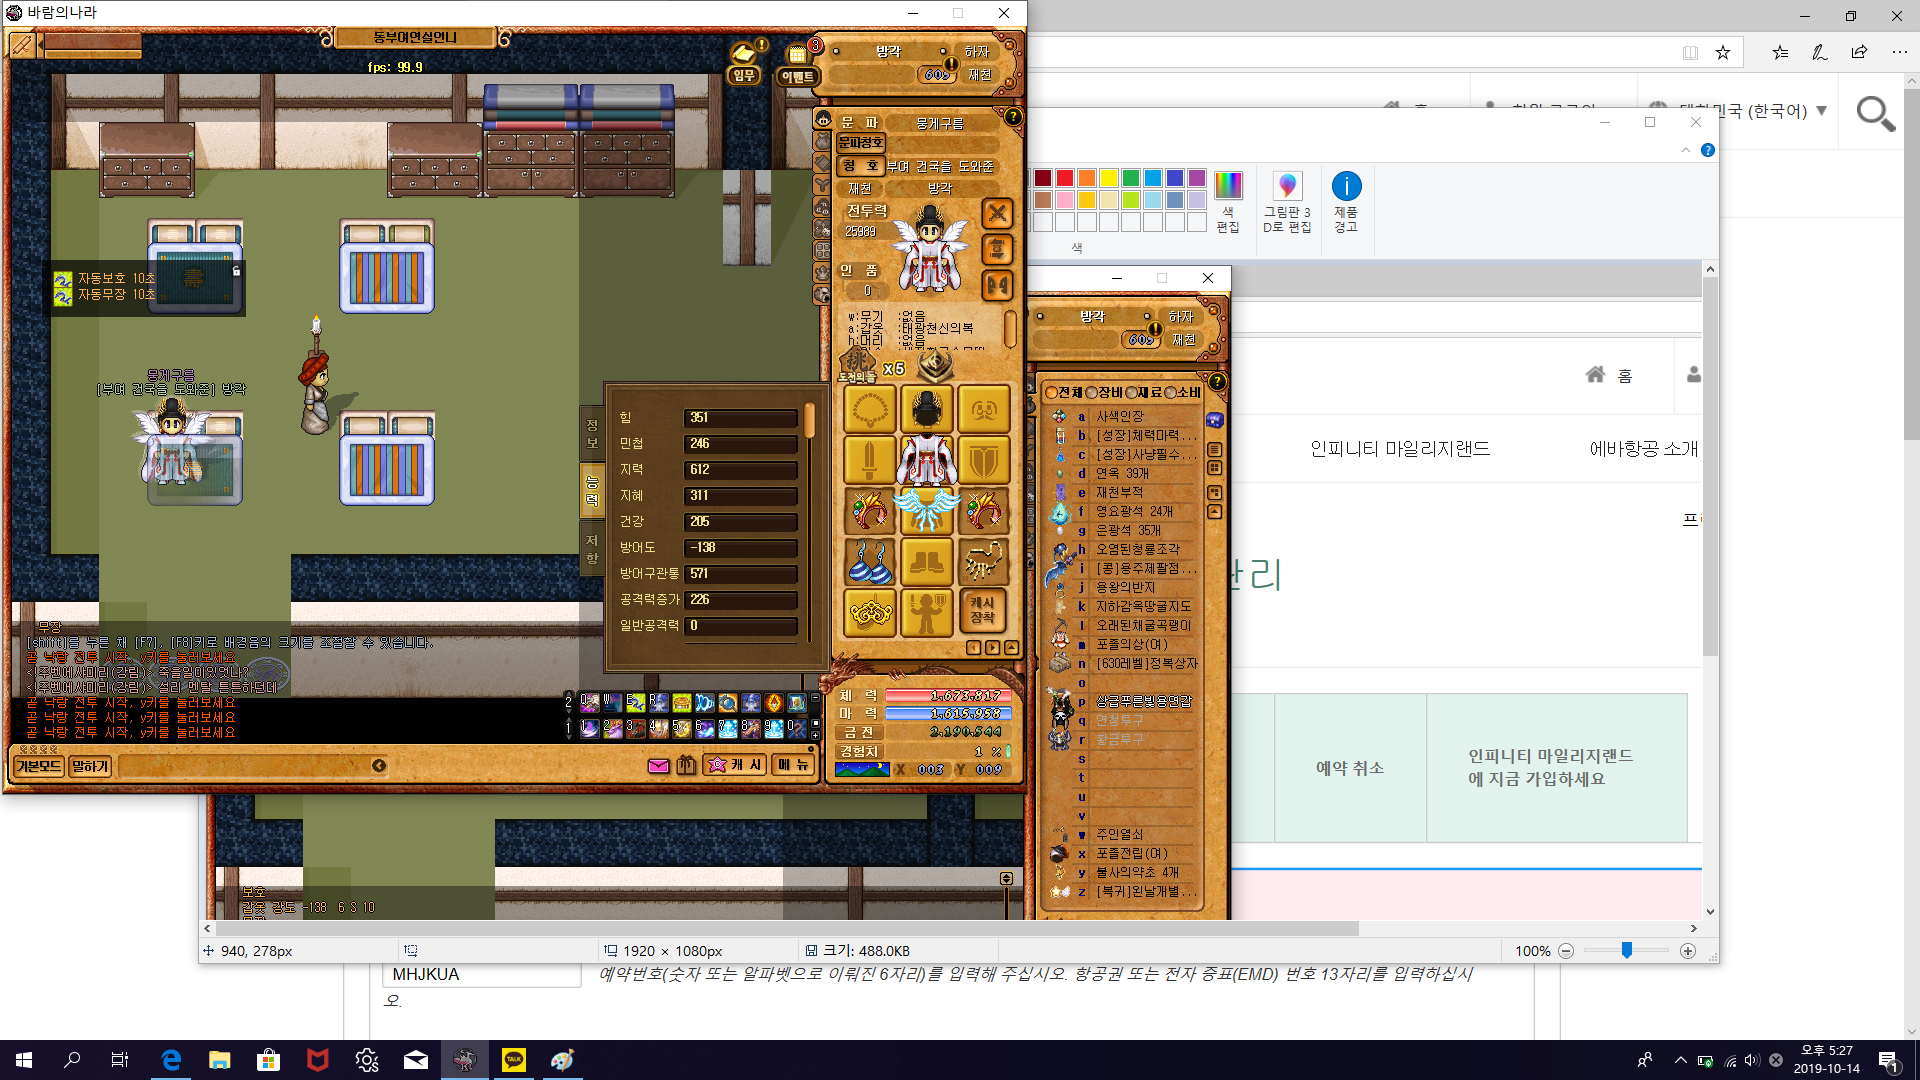 바람의나라
동부여연실언니
fps: 99.9
임무
이벤트
3
방각
하자
605
재천
문 파
뭉게구름
문파칭호
칭 호
부여 건국을 도와준
재천
방각
전투력
25989
인 품
0
w:무기 :없음
a:갑옷 :태광천신의복
h:머리 :없음
도전의돌
x5
자동보호 10초
자동무장 10초
뭉게구름
[부여 건국을 도와준] 방각
정보
능력
저항
힘 351
민첩 246
지력 612
지혜 311
건강 205
방어도 -138
방어구관통 571
공격력증가 226
일반공격력 0
캐시
장착
무장
[shift]를 누른 채 [F7], [F8]키로 배경음의 크기를 조절할 수 있습니다.
곧 낙랑 전투 시작, y키를 눌러보세요
곧 낙랑 전투 시작, y키를 눌러보세요
곧 낙랑 전투 시작, y키를 눌러보세요
곧 낙랑 전투 시작, y키를 눌러보세요
체 력 1,673,817
마 력 1,615,958
금 전 2,190,544
경험치 1 %
X 003 Y 009
기본모드
말하기
캐 시
메 뉴
대한민국 (한국어)
색
편집
그림판 3
D로 편집
제품
경고
색
방각
하자
605
재천
전체 장비 재료 소비
a 사색인장
b [성장]체력마력...
c [성장]사냥필수...
d 연옥 39개
e 재천부적
f 영요광석 24개
g 은광석 35개
h 오염된청룡조각
i [콩]용주제팔점...
j 용왕의반지
k 지하감옥땅굴지도
l 오래된채굴곡괭이
m 포졸의상(여)
n [630레벨]정복상자
o
p 상급푸른빛용연갑
q 연청투구
r 황금투구
s
t
u
v
w 주인열쇠
x 포졸전립(여)
y 불사의약초 4개
z [복귀]왼날개별...
홈
인피니티 마일리지랜드
에바항공 소개
관리
예약 취소
인피니티 마일리지랜드
에 지금 가입하세요
보호
갑옷 강도 -138 6 S 10
940, 278px
1920 × 1080px
크기: 488.0KB
100%
MHJKUA
예약번호(숫자 또는 알파벳으로 이뤄진 6자리)를 입력해 주십시오. 항공권 또는 전자 증표(EMD) 번호 13자리를 입력하십시
오.
TALK
오후 5:27
2019-10-14
1